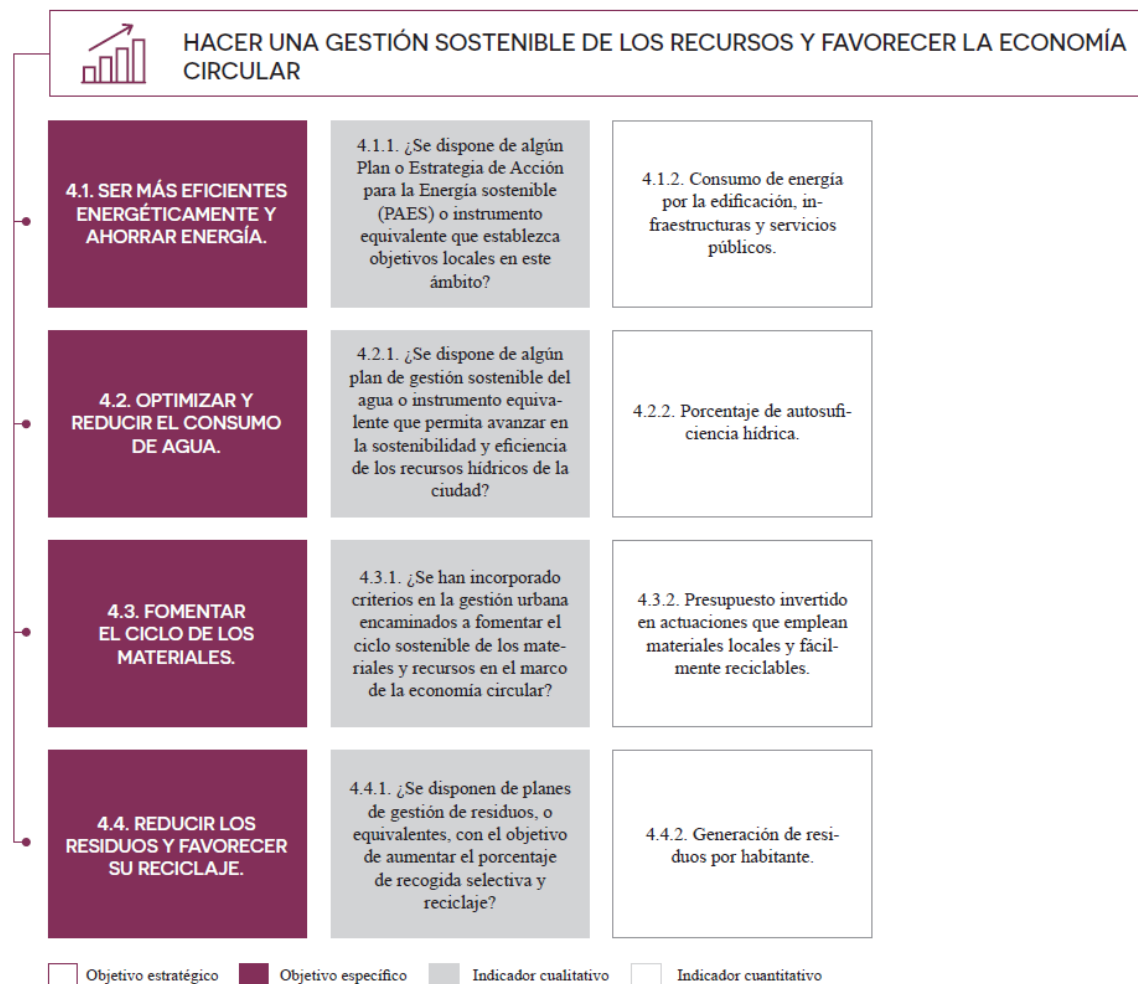 HACER UNA GESTIÓN SOSTENIBLE DE LOS RECURSOS Y FAVORECER LA ECONOMÍA
CIRCULAR
4.1. SER MÁS EFICIENTES
ENERGÉTICAMENTE Y
AHORRAR ENERGÍA.
4.1.1. ¿Se dispone de algún
Plan o Estrategia de Acción
para la Energía sostenible
(PAES) o instrumento
equivalente que establezca
objetivos locales en este
ámbito?
4.1.2. Consumo de energía
por la edificación, in-
fraestructuras y servicios
públicos.
4.2. OPTIMIZAR Y
REDUCIR EL CONSUMO
DE AGUA.
4.2.1. ¿Se dispone de algún
plan de gestión sostenible del
agua o instrumento equiva-
lente que permita avanzar en
la sostenibilidad y eficiencia
de los recursos hídricos de la
ciudad?
4.2.2. Porcentaje de autosufi-
ciencia hídrica.
4.3. FOMENTAR
EL CICLO DE LOS
MATERIALES.
4.3.1. ¿Se han incorporado
criterios en la gestión urbana
encaminados a fomentar el
ciclo sostenible de los mate-
riales y recursos en el marco
de la economía circular?
4.3.2. Presupuesto invertido
en actuaciones que emplean
materiales locales y fácil-
mente reciclables.
4.4. REDUCIR LOS
RESIDUOS Y FAVORECER
SU RECICLAJE.
4.4.1. ¿Se disponen de planes
de gestión de residuos, o
equivalentes, con el objetivo
de aumentar el porcentaje
de recogida selectiva y
reciclaje?
4.4.2. Generación de resi-
duos por habitante.
Objetivo estratégico Objetivo específico Indicador cualitativo Indicador cuantitativo